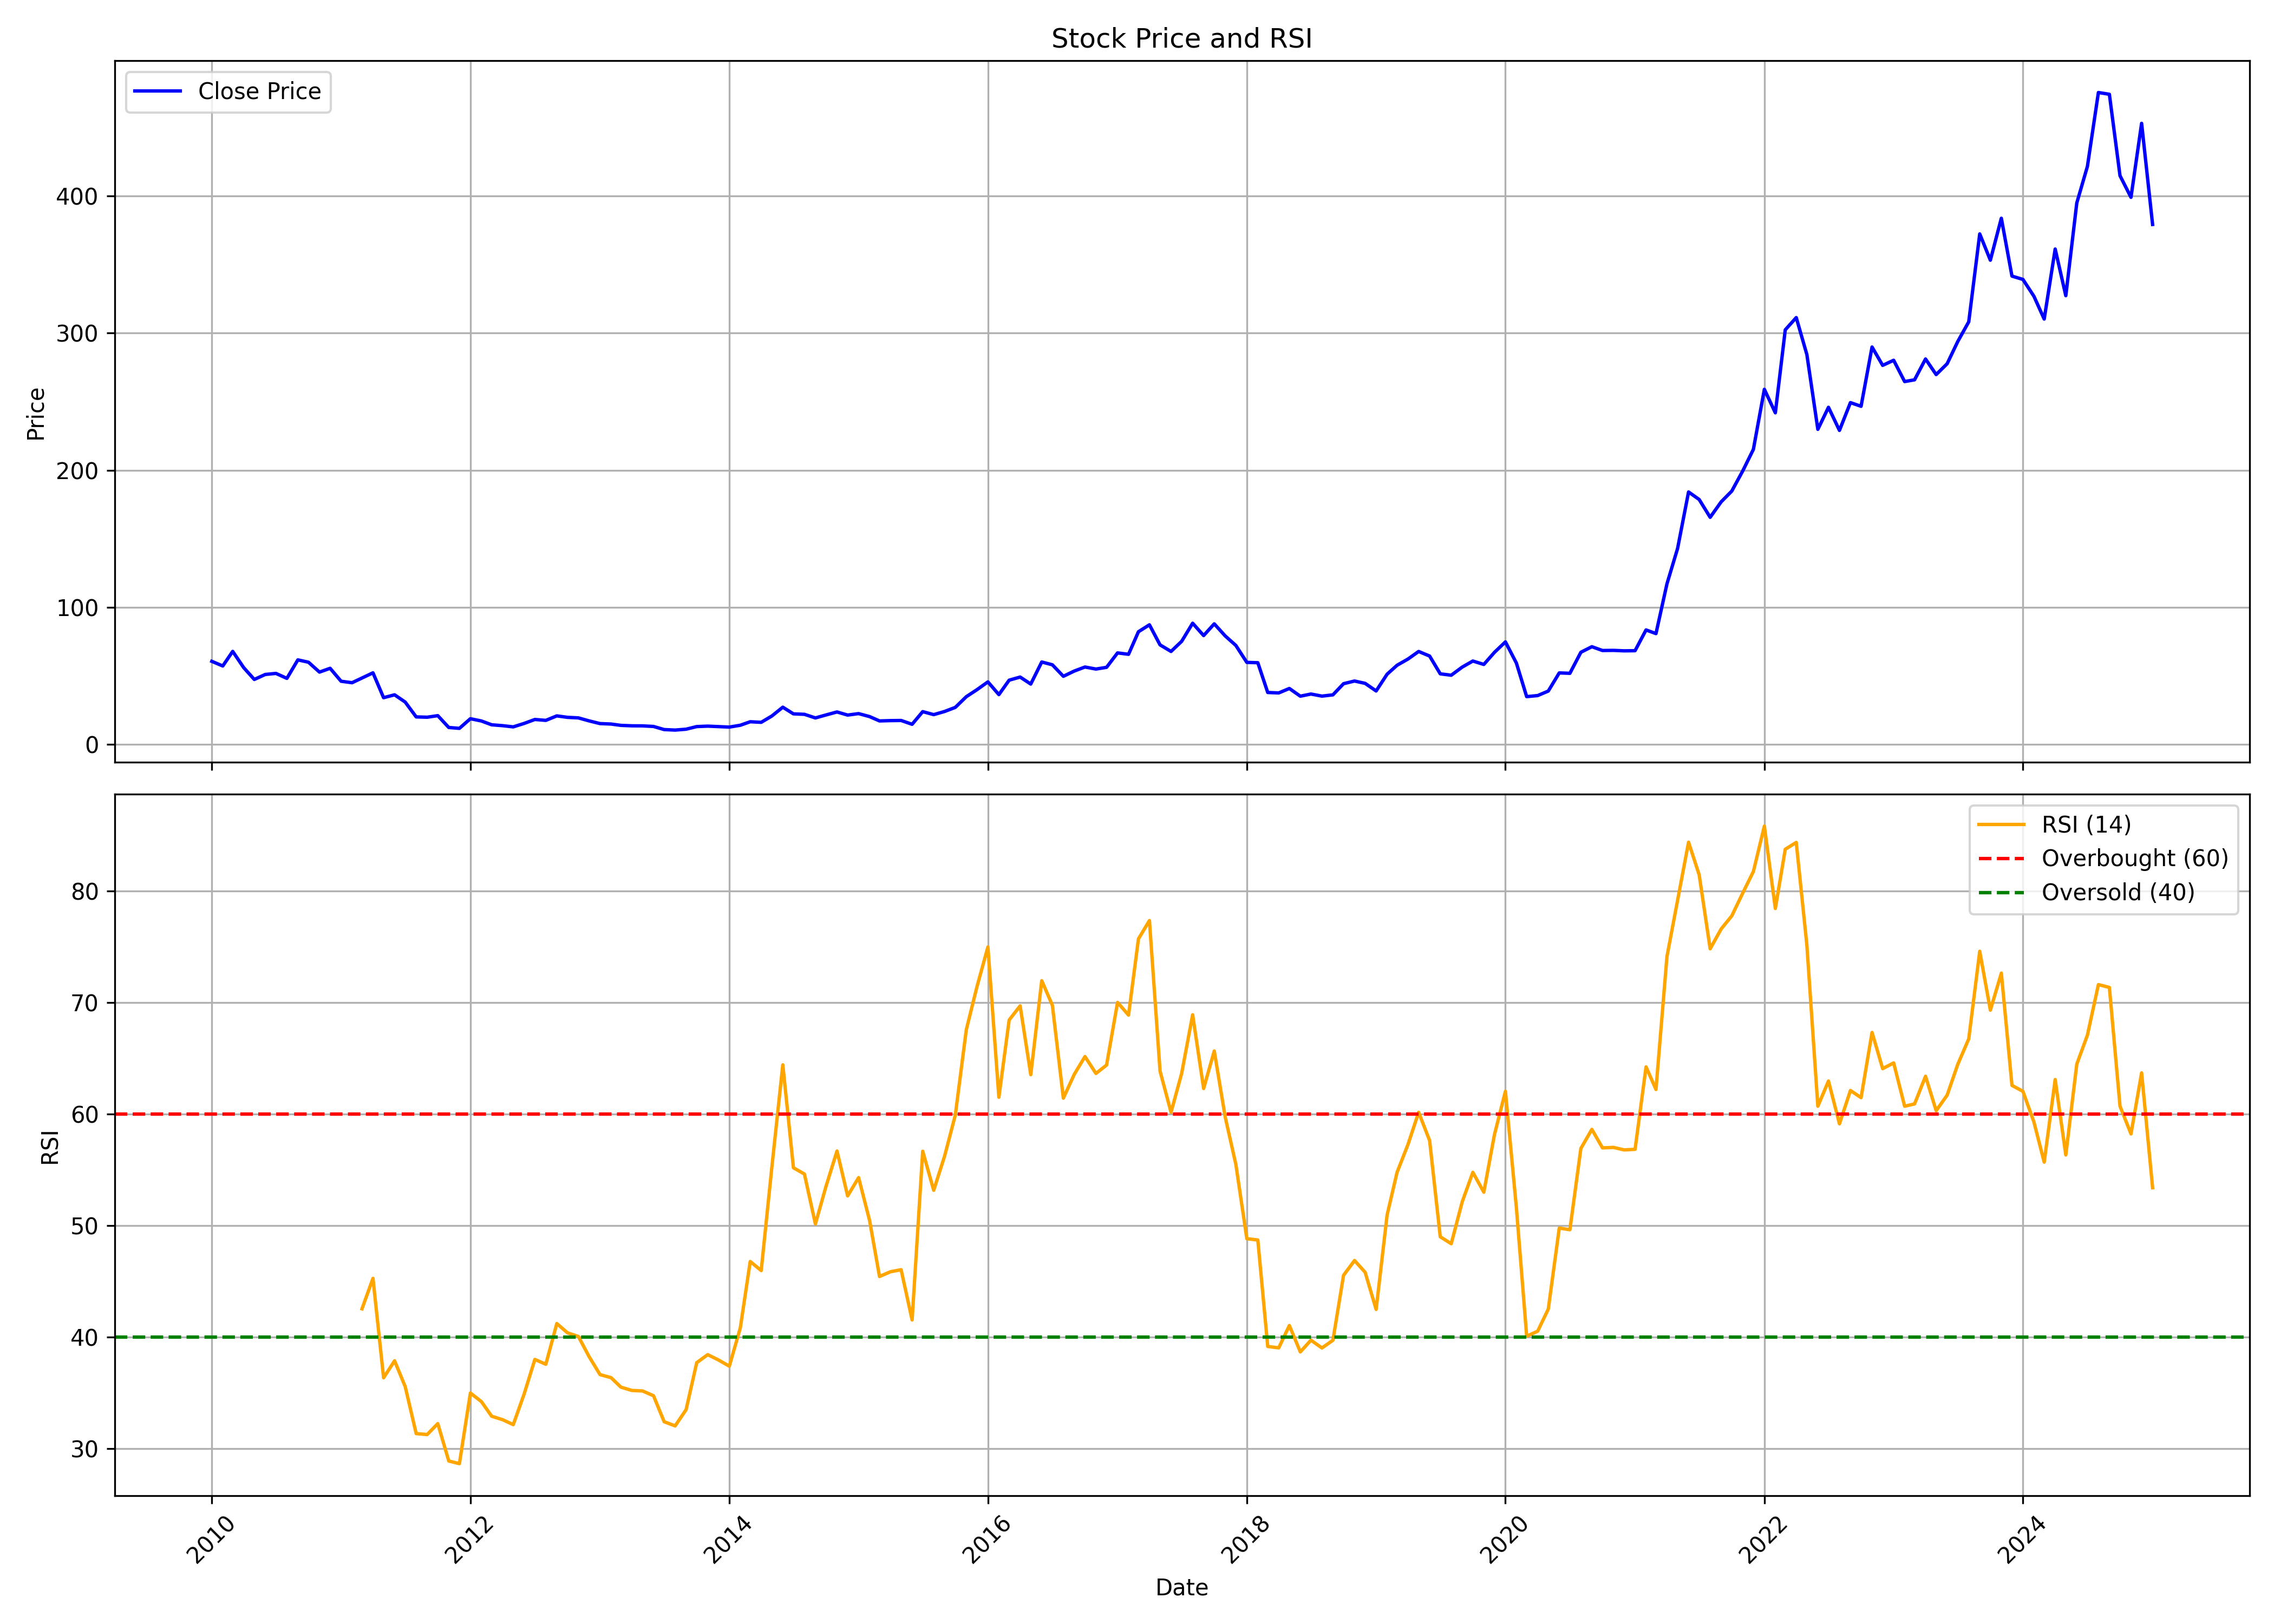 Stock Price and RSI
Close Price
Price
400
300
200
100
0
RSI (14)
Overbought (60)
Oversold (40)
RSI
80
70
60
50
40
30
2010
2012
2014
2016
2018
2020
2022
2024
Date